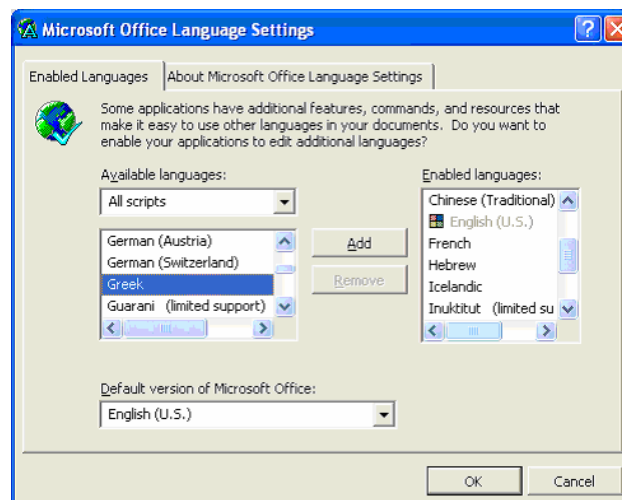 Microsoft Office Language Settings
Enabled Languages
About Microsoft Office Language Settings
Some applications have additional features, commands, and resources that
make it easy to use other languages in your documents. Do you want to
enable your applications to edit additional languages?
Available languages:
All scripts
German (Austria)
German (Switzerland)
Greek
Guarani (limited support)
Add
Remove
Enabled languages:
Chinese (Traditional)
English (U.S.)
French
Hebrew
Icelandic
Inuktitut (limited su
Default version of Microsoft Office:
English (U.S.)
OK
Cancel